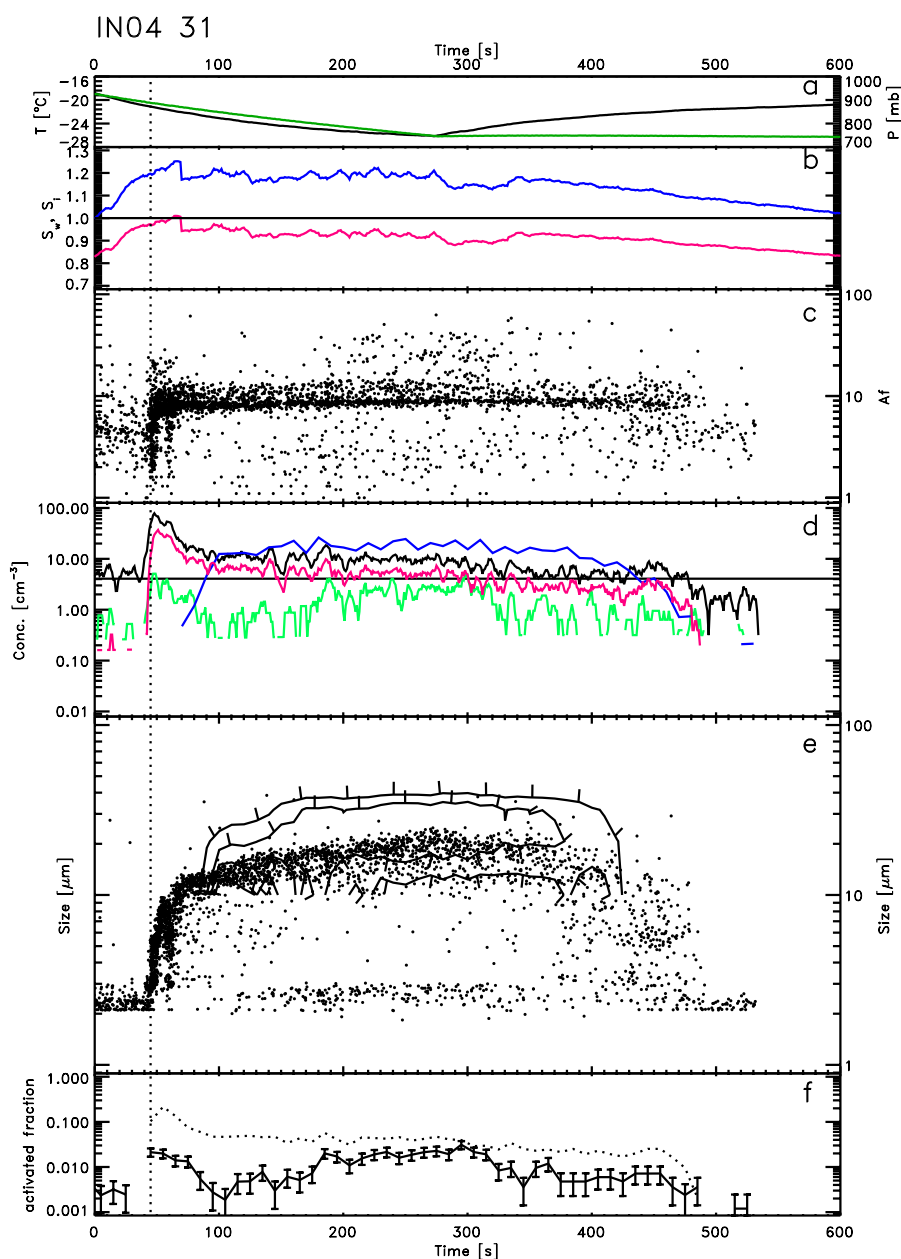 IN04 31
Time [s]
0 100 200 300 400 500 600
-16
-20
-24
-28
T [°C]
a
1000
900
800
700
P [mb]
1.3
1.2
1.1
1.0
0.9
0.8
0.7
S_w, S_i
b
c
100
10
1
Af
100.00
10.00
1.00
0.10
0.01
Conc. [cm⁻³]
d
e
Size [μm]
100
10
1
Size [μm]
1.000
0.100
0.010
0.001
activated fraction
f
0 100 200 300 400 500 600
Time [s]